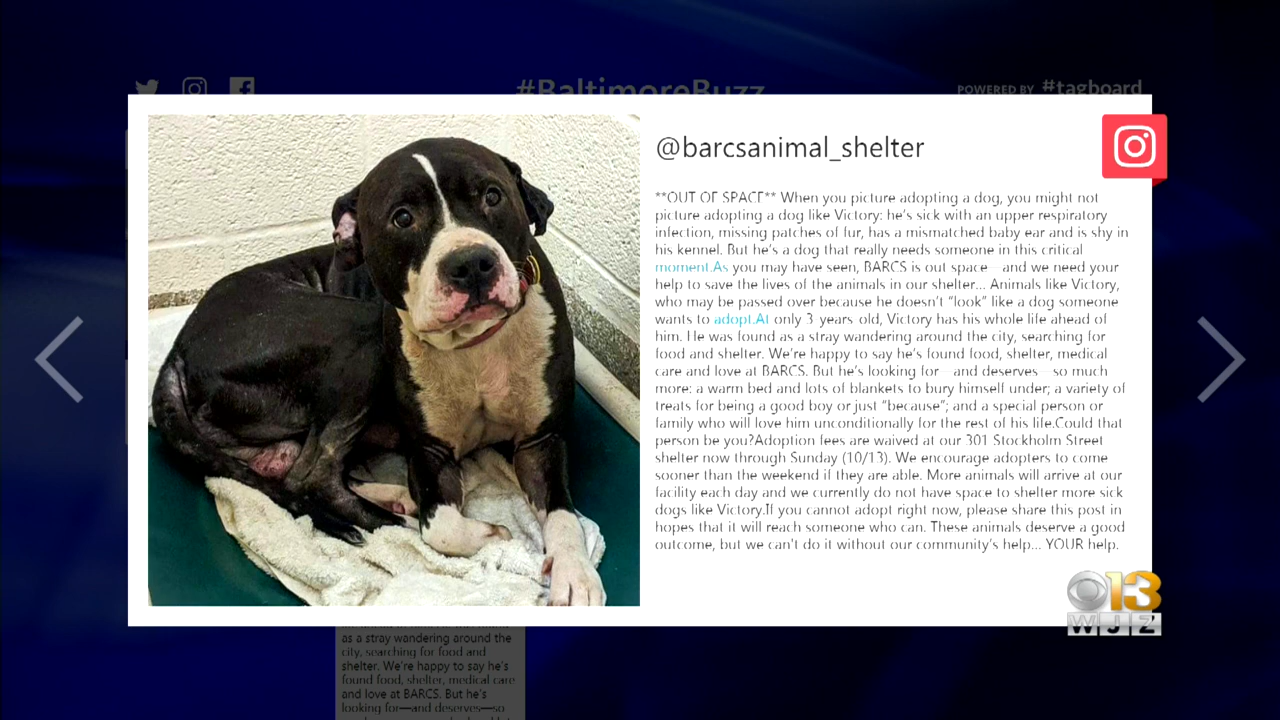 #BaltimoreBuzz
POWERED BY #tagboard
@barcsanimal_shelter
**OUT OF SPACE** When you picture adopting a dog, you might not
picture adopting a dog like Victory: he's sick with an upper respiratory
infection, missing patches of fur, has a mismatched baby ear and is shy in
his kennel. But he's a dog that really needs someone in this critical
moment.As you may have seen, BARCS is out space—and we need your
help to save the lives of the animals in our shelter... Animals like Victory,
who may be passed over because he doesn't "look" like a dog someone
wants to adopt.At only 3-years-old, Victory has his whole life ahead of
him. He was found as a stray wandering around the city, searching for
food and shelter. We're happy to say he's found food, shelter, medical
care and love at BARCS. But he's looking for—and deserves—so much
more: a warm bed and lots of blankets to bury himself under; a variety of
treats for being a good boy or just "because"; and a special person or
family who will love him unconditionally for the rest of his life.Could that
person be you?Adoption fees are waived at our 301 Stockholm Street
shelter now through Sunday (10/13). We encourage adopters to come
sooner than the weekend if they are able. More animals will arrive at our
facility each day and we currently do not have space to shelter more sick
dogs like Victory.If you cannot adopt right now, please share this post in
hopes that it will reach someone who can. These animals deserve a good
outcome, but we can't do it without our community's help... YOUR help.
13
WJZ
as a stray wandering around the
city, searching for food and
shelter. We're happy to say he's
found food, shelter, medical care
and love at BARCS. But he's
looking for—and deserves—so